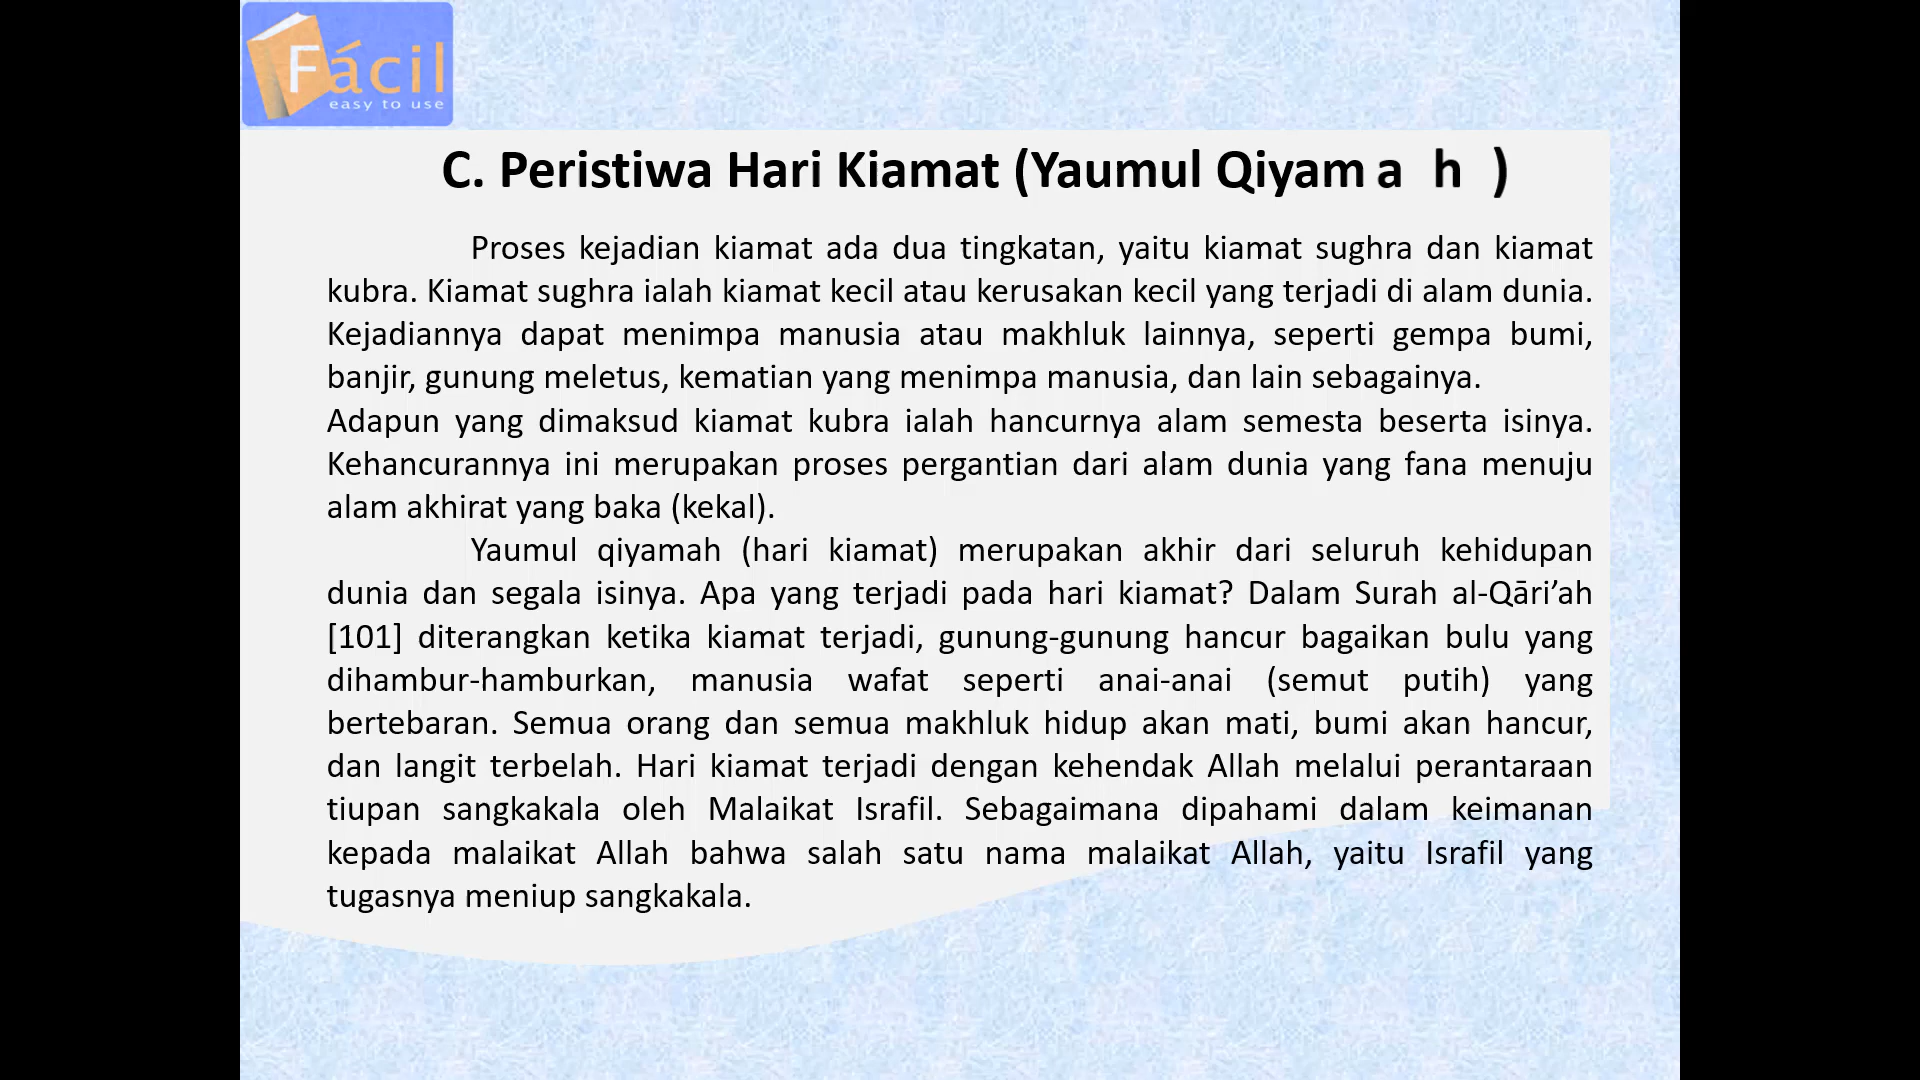 Fácil
easy to use
C. Peristiwa Hari Kiamat (Yaumul Qiyamah)
Proses kejadian kiamat ada dua tingkatan, yaitu kiamat sughra dan kiamat
kubra. Kiamat sughra ialah kiamat kecil atau kerusakan kecil yang terjadi di alam dunia.
Kejadiannya dapat menimpa manusia atau makhluk lainnya, seperti gempa bumi,
banjir, gunung meletus, kematian yang menimpa manusia, dan lain sebagainya.
Adapun yang dimaksud kiamat kubra ialah hancurnya alam semesta beserta isinya.
Kehancurannya ini merupakan proses pergantian dari alam dunia yang fana menuju
alam akhirat yang baka (kekal).
Yaumul qiyamah (hari kiamat) merupakan akhir dari seluruh kehidupan
dunia dan segala isinya. Apa yang terjadi pada hari kiamat? Dalam Surah al-Qāri’ah
[101] diterangkan ketika kiamat terjadi, gunung-gunung hancur bagaikan bulu yang
dihambur-hamburkan, manusia wafat seperti anai-anai (semut putih) yang
bertebaran. Semua orang dan semua makhluk hidup akan mati, bumi akan hancur,
dan langit terbelah. Hari kiamat terjadi dengan kehendak Allah melalui perantaraan
tiupan sangkakala oleh Malaikat Israfil. Sebagaimana dipahami dalam keimanan
kepada malaikat Allah bahwa salah satu nama malaikat Allah, yaitu Israfil yang
tugasnya meniup sangkakala.